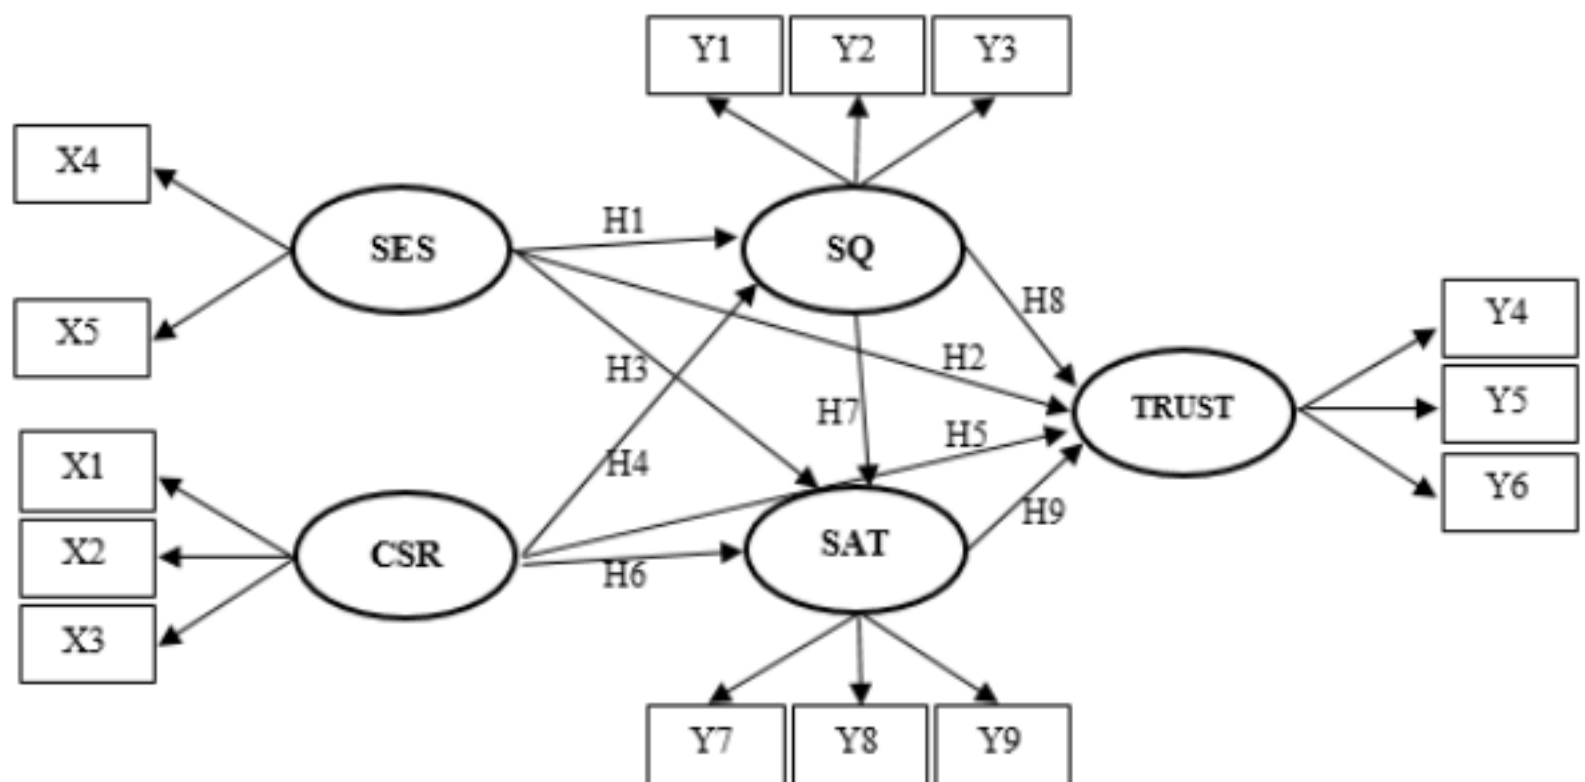 Y1 Y2 Y3
X4
SES
H1
SQ
X5
H8
Y4
H3
H2
TRUST
Y5
H7
H5
X1
H4
Y6
X2
CSR
SAT
H9
H6
X3
Y7 Y8 Y9